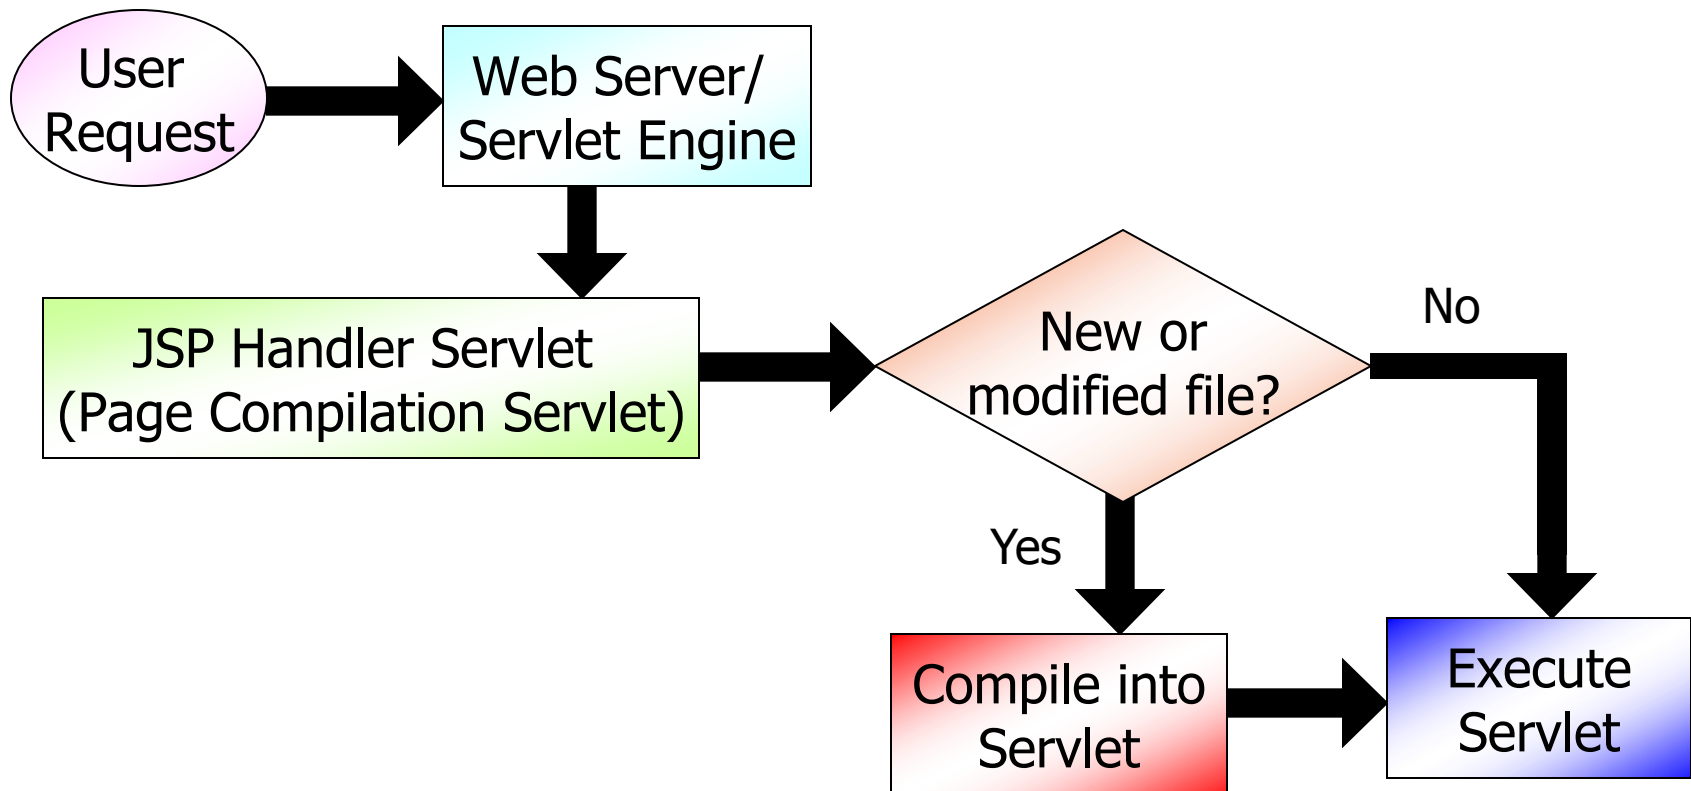 User
Request
Web Server/
Servlet Engine
JSP Handler Servlet
(Page Compilation Servlet)
New or
modified file?
No
Yes
Compile into
Servlet
Execute
Servlet